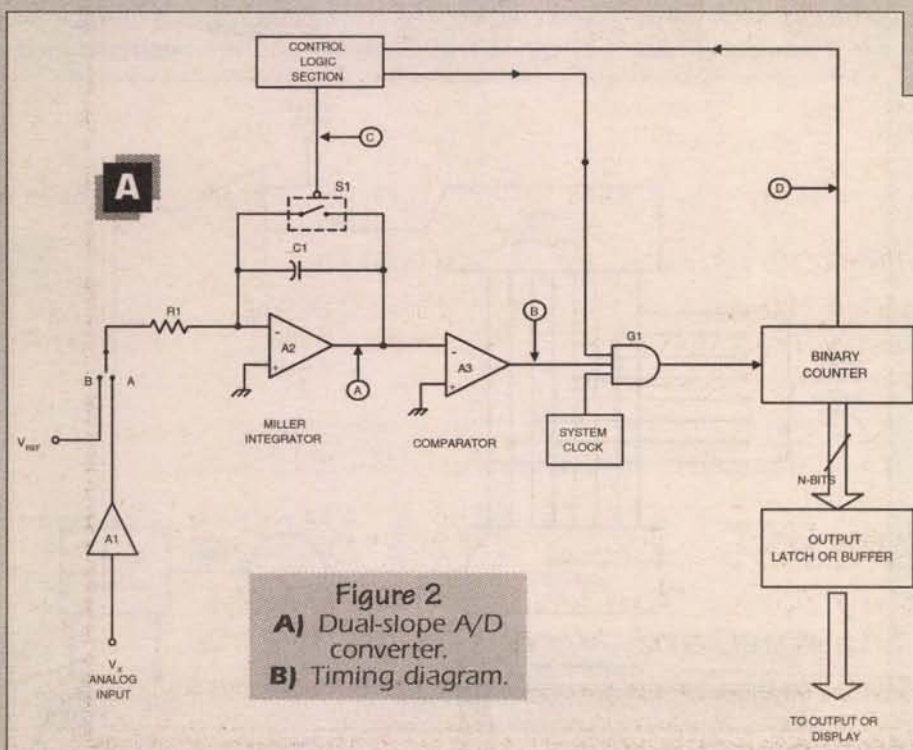 CONTROL
LOGIC
SECTION
C
A
S1
D
C1
R1
B
G1
-
A2
+
-
A3
+
BINARY
COUNTER
B
A
A
MILLER
INTEGRATOR
COMPARATOR
SYSTEM
CLOCK
V_REF
N-BITS
A1
OUTPUT
LATCH OR BUFFER
Figure 2
A) Dual-slope A/D
converter.
B) Timing diagram.
V_X
ANALOG
INPUT
TO OUTPUT OR
DISPLAY